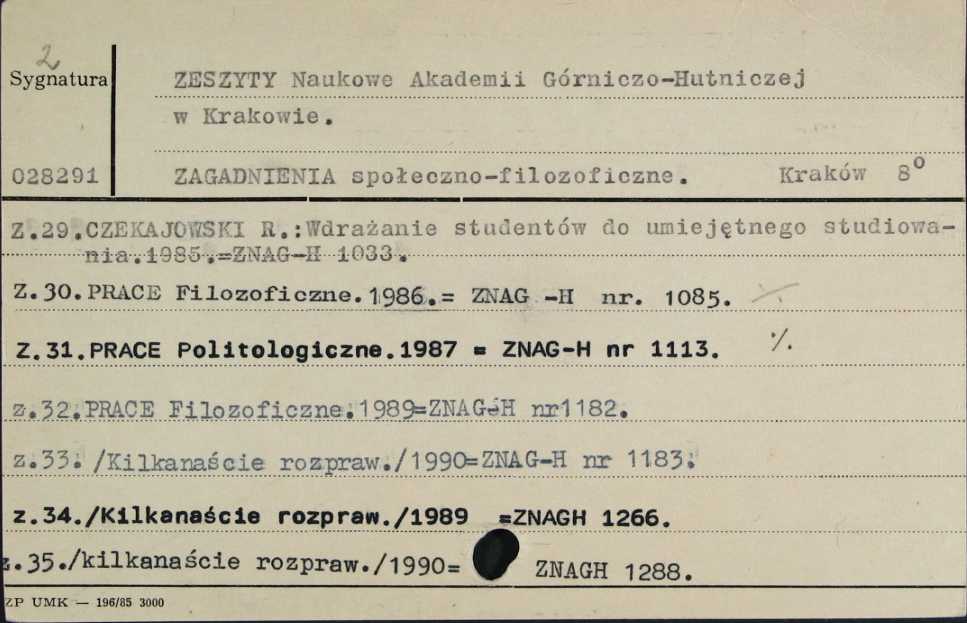 2
Sygnatura
ZESZYTY Naukowe Akademii Górniczo-Hutniczej
w Krakowie.
028291
ZAGADNIENIA społeczno-filozoficzne. Kraków 8⁰
Z.29.CZEKAJOWSKI R.:Wdrażanie studentów do umiejętnego studiowa-
nia.1985.=ZNAG-H 1033.
Z.30.PRACE Filozoficzne.1986.= ZNAG -H nr. 1085. ./.
Z.31.PRACE Politologiczne.1987 = ZNAG-H nr 1113. ./.
z.32.PRACE Filozoficzne.1989=ZNAG-H nr1182.
z.33. /Kilkanaście rozpraw./1990=ZNAG-H nr 1183.
z.34./Kilkanaście rozpraw./1989 =ZNAGH 1266.
z.35./kilkanaście rozpraw./1990= ZNAGH 1288.
ZP UMK — 196/85 3000